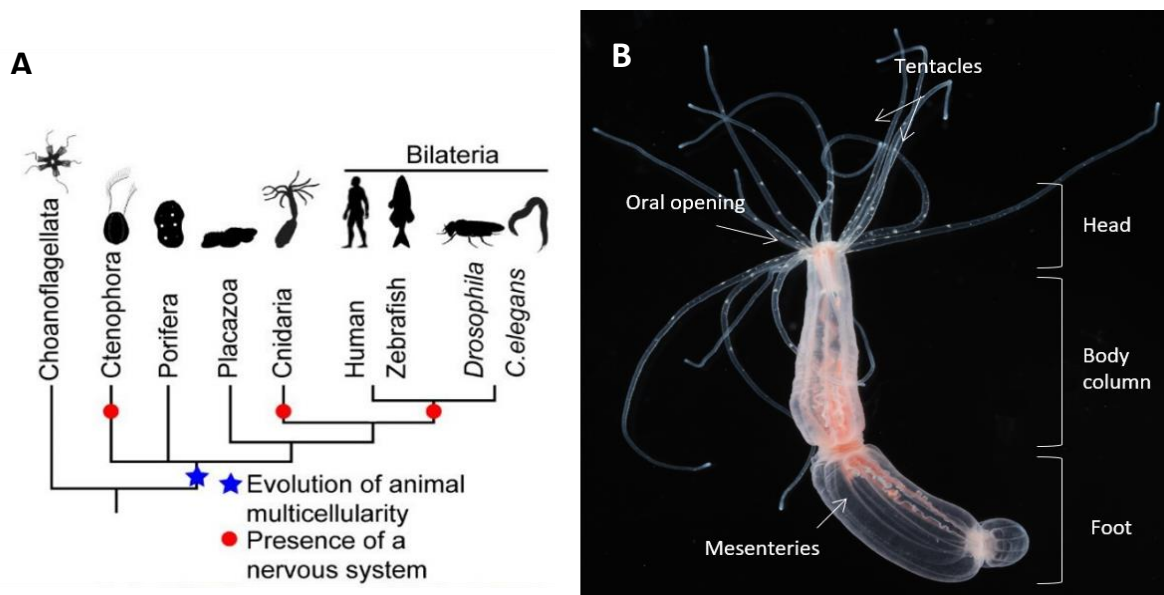 A
Bilateria
Choanoflagellata
Ctenophora
Porifera
Placazoa
Cnidaria
Human
Zebrafish
Drosophila
C.elegans
Evolution of animal
multicellularity
Presence of a
nervous system
B
Tentacles
Oral opening
Head
Body
column
Mesenteries
Foot